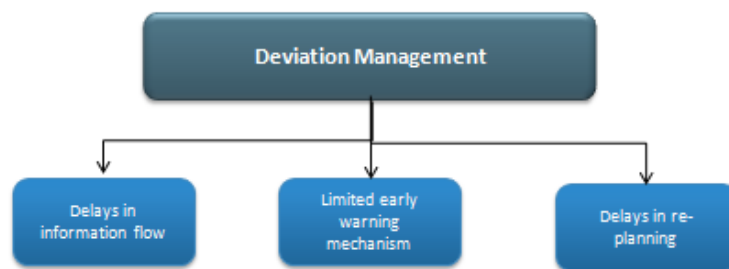 Deviation Management
Delays in
information flow
Limited early
warning
mechanism
Delays in re-
planning